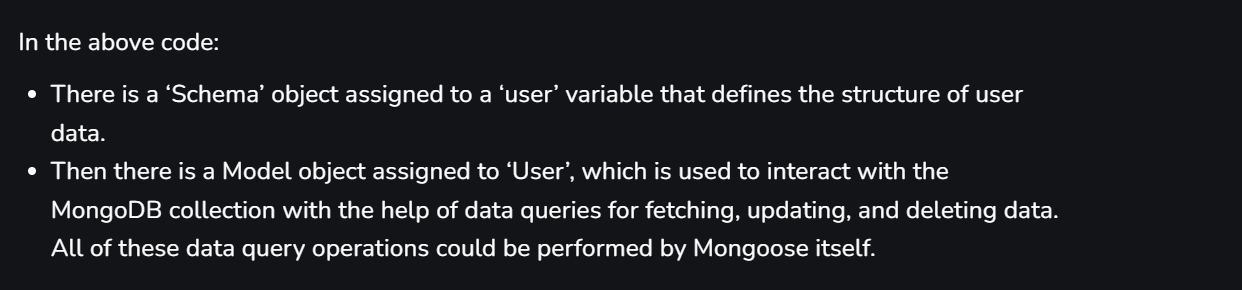 In the above code:
• There is a ‘Schema’ object assigned to a ‘user’ variable that defines the structure of user
data.
• Then there is a Model object assigned to ‘User’, which is used to interact with the
MongoDB collection with the help of data queries for fetching, updating, and deleting data.
All of these data query operations could be performed by Mongoose itself.